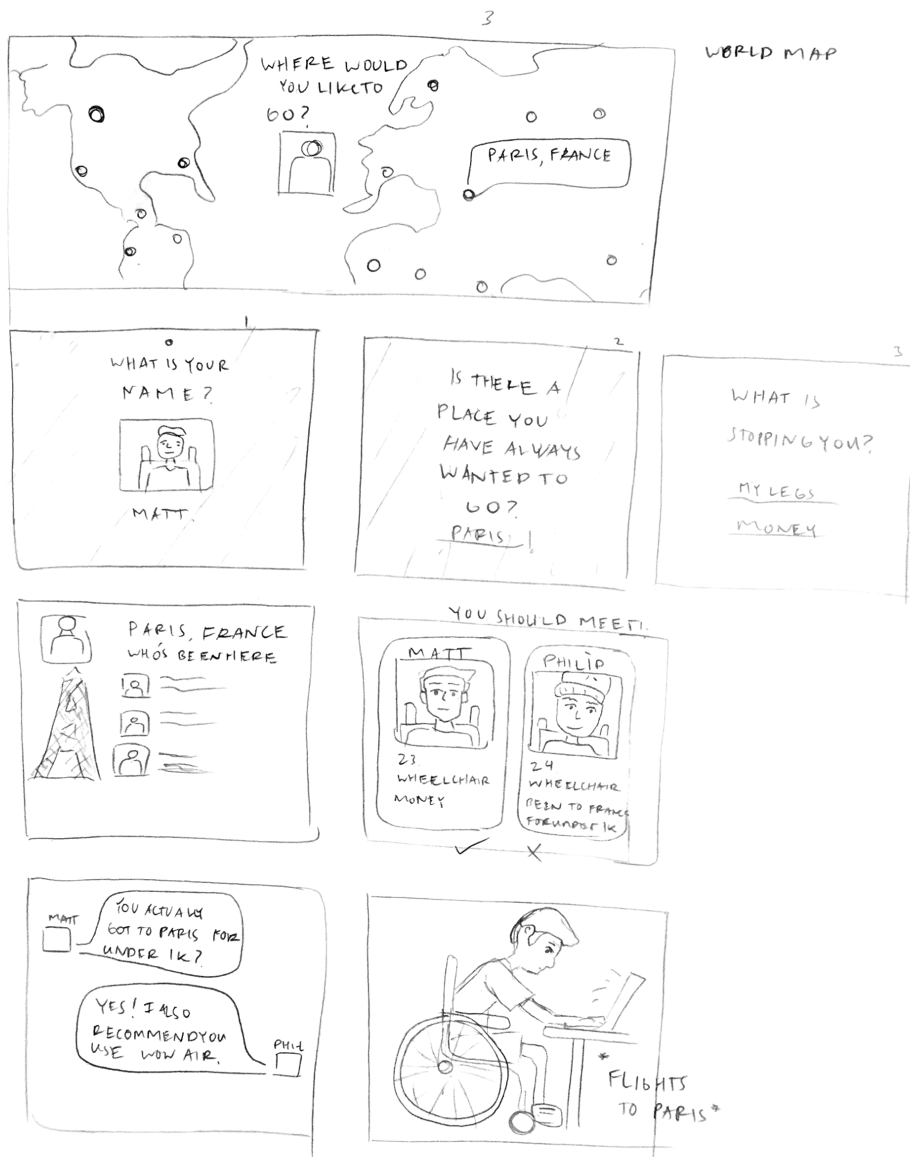 3
WORLD MAP
WHERE WOULD
YOU LIKE TO
GO?
PARIS, FRANCE
1
WHAT IS YOUR
NAME?
MATT
2
IS THERE A
PLACE YOU
HAVE ALWAYS
WANTED TO
GO?
PARIS!
3
WHAT IS
STOPPING YOU?
MY LEGS
MONEY
PARIS, FRANCE
WHO'S BEEN HERE
YOU SHOULD MEET!
MATT
23
WHEELCHAIR
MONEY
PHILIP
24
WHEELCHAIR
BEEN TO FRANCE
FOR UNDER 1K
MATT
YOU ACTUALLY
GOT TO PARIS FOR
UNDER 1K?
YES! I ALSO
RECOMMEND YOU
USE WOW AIR.
PHIL
*
FLIGHTS
TO PARIS*